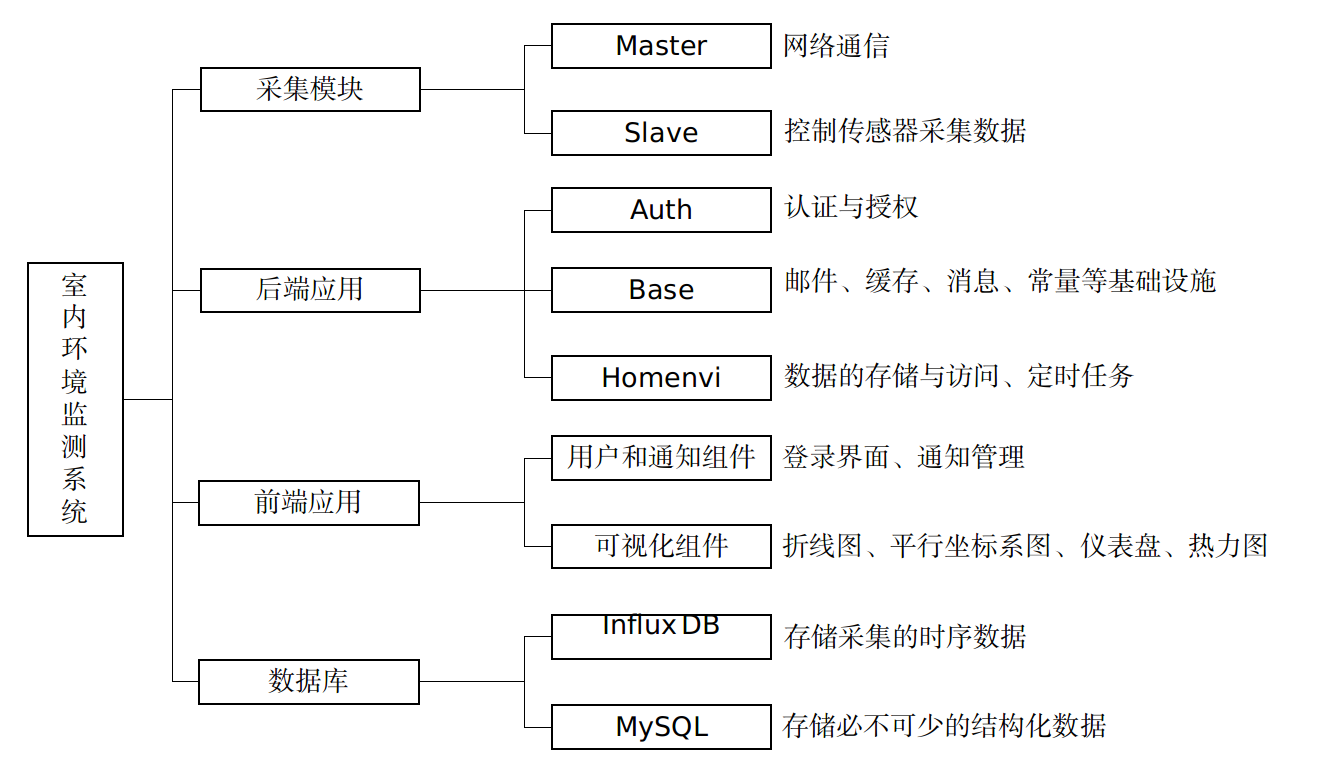 室内环境监测系统
采集模块
Master 网络通信
Slave 控制传感器采集数据
后端应用
Auth 认证与授权
Base 邮件、缓存、消息、常量等基础设施
Homenvi 数据的存储与访问、定时任务
前端应用
用户和通知组件 登录界面、通知管理
可视化组件 折线图、平行坐标系图、仪表盘、热力图
数据库
InfluxDB 存储采集的时序数据
MySQL 存储必不可少的结构化数据